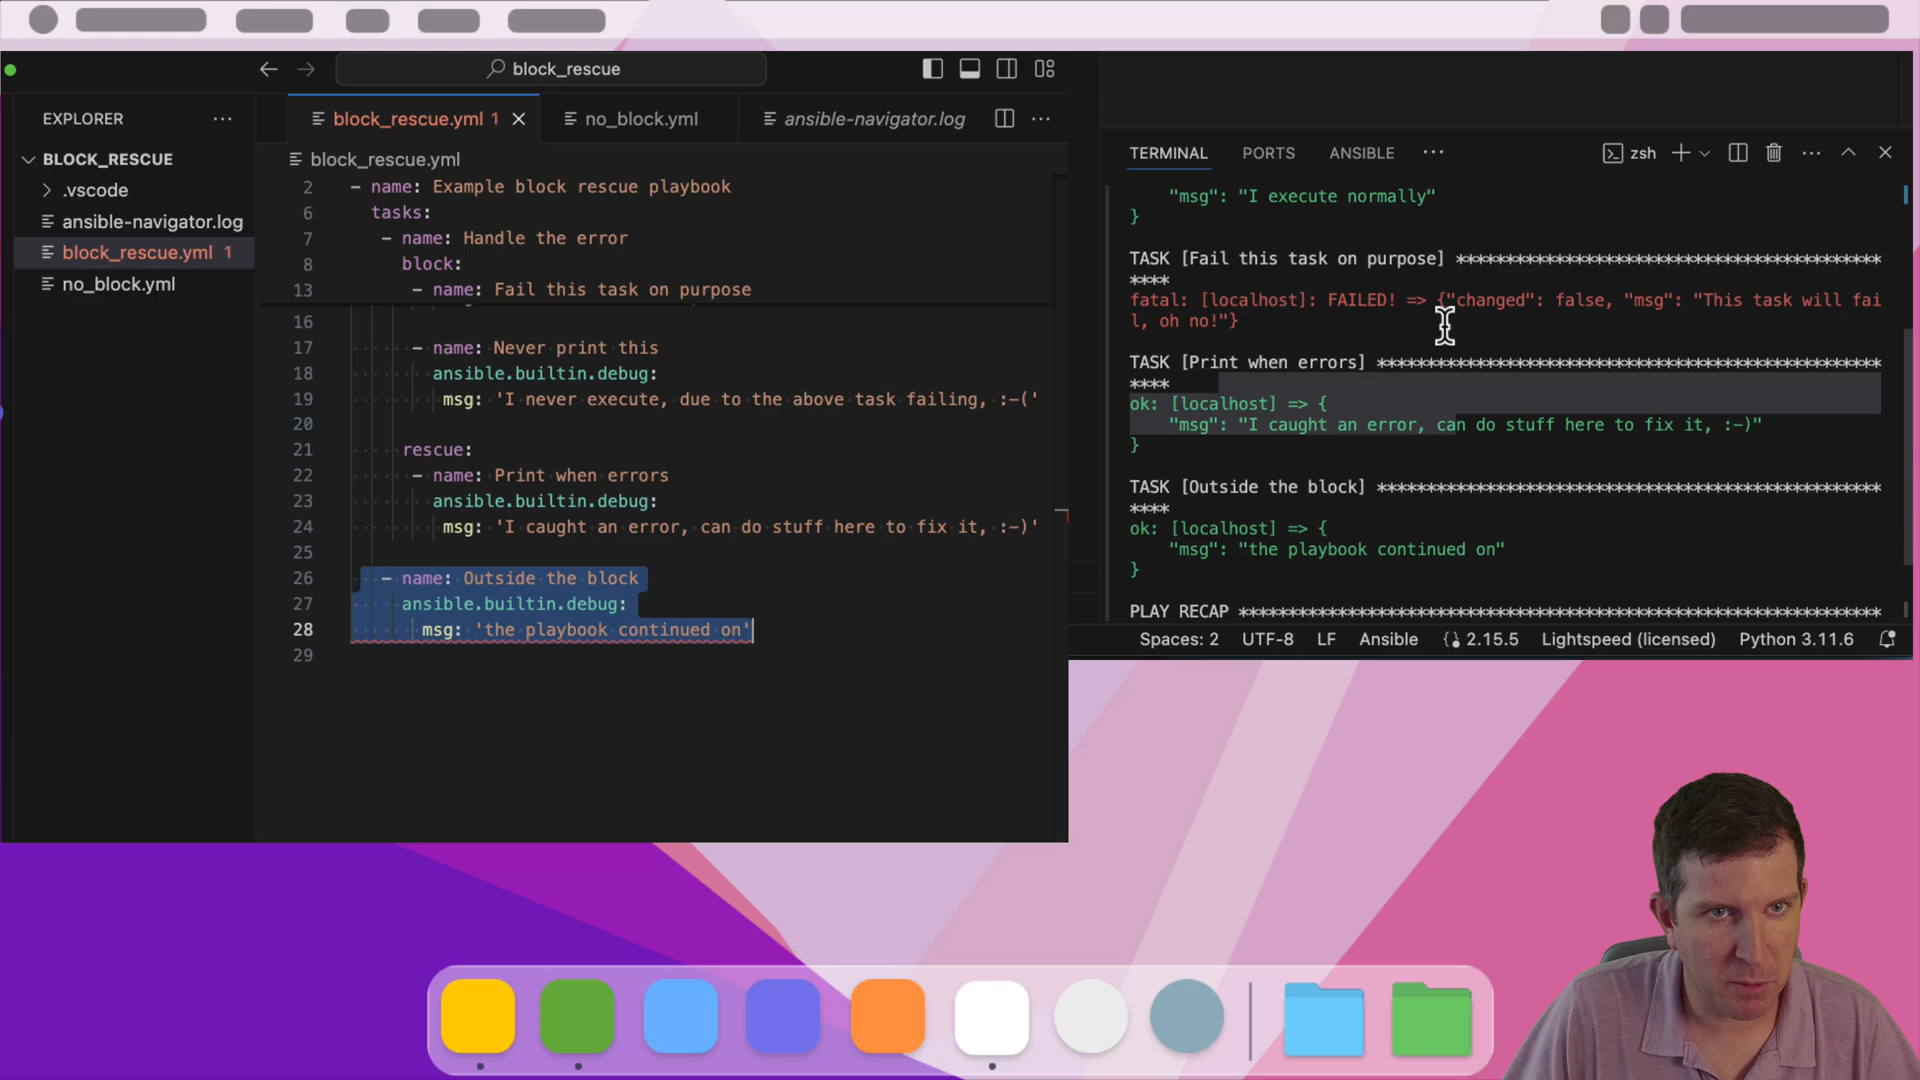 block_rescue
EXPLORER
BLOCK_RESCUE
.vscode
ansible-navigator.log
block_rescue.yml 1
no_block.yml
block_rescue.yml 1
no_block.yml
ansible-navigator.log
block_rescue.yml
2 - name: Example block rescue playbook
6 tasks:
7 - name: Handle the error
8 block:
13 - name: Fail this task on purpose
16
17 - name: Never print this
18 ansible.builtin.debug:
19 msg: 'I never execute, due to the above task failing, :-('
20
21 rescue:
22 - name: Print when errors
23 ansible.builtin.debug:
24 msg: 'I caught an error, can do stuff here to fix it, :-)'
25
26 - name: Outside the block
27 ansible.builtin.debug:
28 msg: 'the playbook continued on'
29
TERMINAL PORTS ANSIBLE zsh
"msg": "I execute normally"
}
TASK [Fail this task on purpose] *******************************************
****
fatal: [localhost]: FAILED! => {"changed": false, "msg": "This task will fai
l, oh no!"}
TASK [Print when errors] ***************************************************
****
ok: [localhost] => {
"msg": "I caught an error, can do stuff here to fix it, :-)"
}
TASK [Outside the block] ***************************************************
****
ok: [localhost] => {
"msg": "the playbook continued on"
}
PLAY RECAP *****************************************************************
Spaces: 2 UTF-8 LF Ansible 2.15.5 Lightspeed (licensed) Python 3.11.6